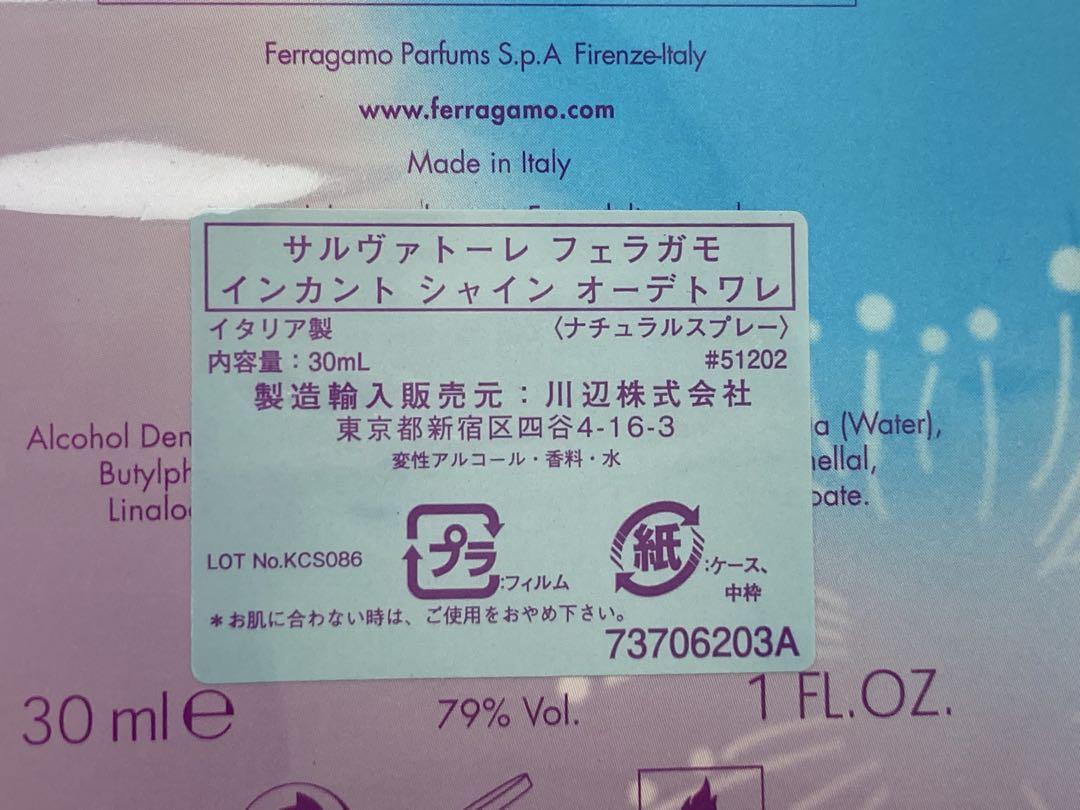 Ferragamo Parfums S.p.A Firenze-Italy
www.ferragamo.com
Made in Italy
サルヴァトーレ フェラガモ
インカント シャイン オーデトワレ
イタリア製 〈ナチュラルスプレー〉
内容量：30mL #51202
製造輸入販売元：川辺株式会社
東京都新宿区四谷4-16-3
変性アルコール・香料・水
Alcohol Den
a (Water),
Butylph
nellal,
Linalo
oate.
LOT No.KCS086
プラ :フィルム
紙 :ケース、
中枠
＊お肌に合わない時は、ご使用をおやめ下さい。
73706203A
30 ml e 79% Vol. 1 FL.OZ.